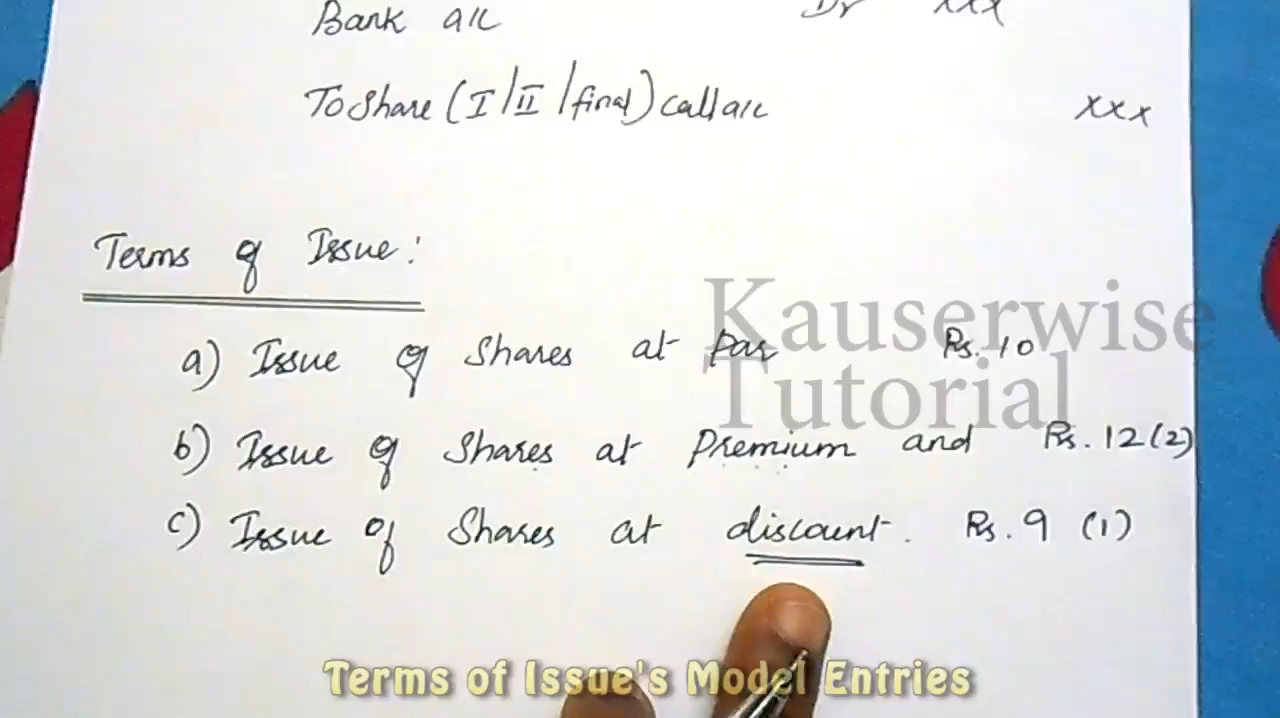 Bank a/c Dr xxx
To Share (I/II/final) call a/c xxx
Terms of Issue:
a) Issue of Shares at par Rs. 10
b) Issue of Shares at premium and Rs. 12 (2)
c) Issue of Shares at discount. Rs. 9 (1)
Kauserwise
Tutorial
Terms of Issue's Model Entries